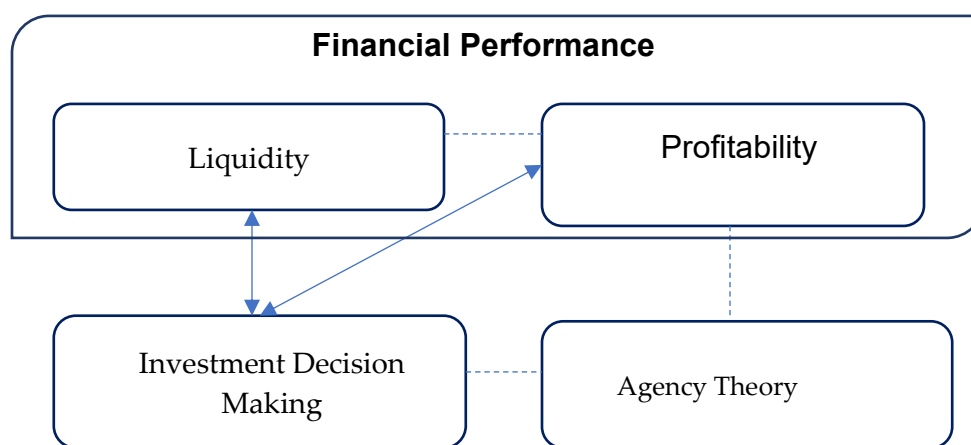 Financial Performance
Liquidity
Profitability
Investment Decision
Making
Agency Theory